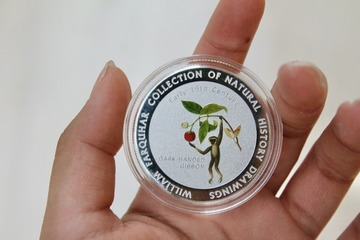 WILLIAM FARQUHAR COLLECTION OF NATURAL HISTORY DRAWINGS
Early 19th Century
DARK-HANDED
GIBBON